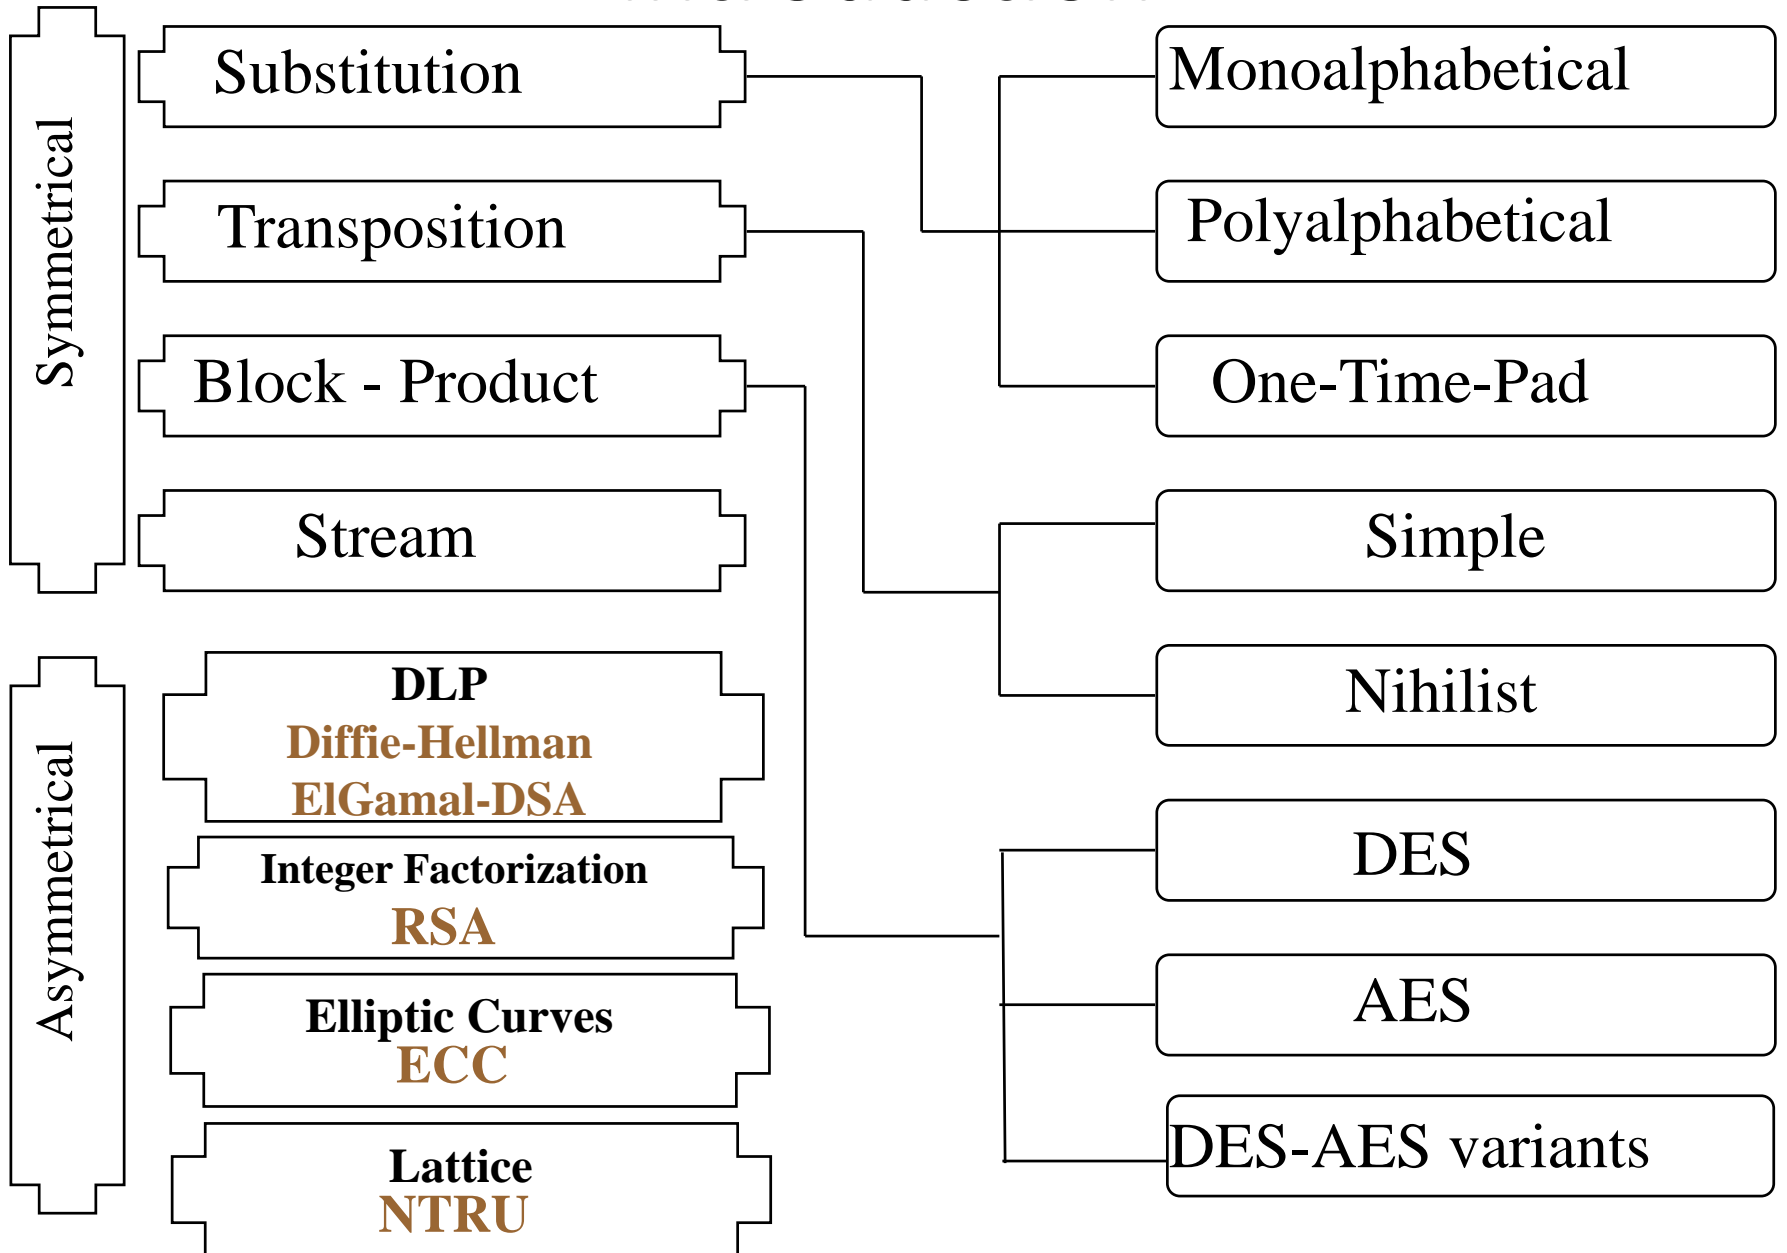 Symmetrical
Substitution
Transposition
Block - Product
Stream
Monoalphabetical
Polyalphabetical
One-Time-Pad
Simple
Nihilist
DES
AES
DES-AES variants
Asymmetrical
DLP
Diffie-Hellman
ElGamal-DSA
Integer Factorization
RSA
Elliptic Curves
ECC
Lattice
NTRU